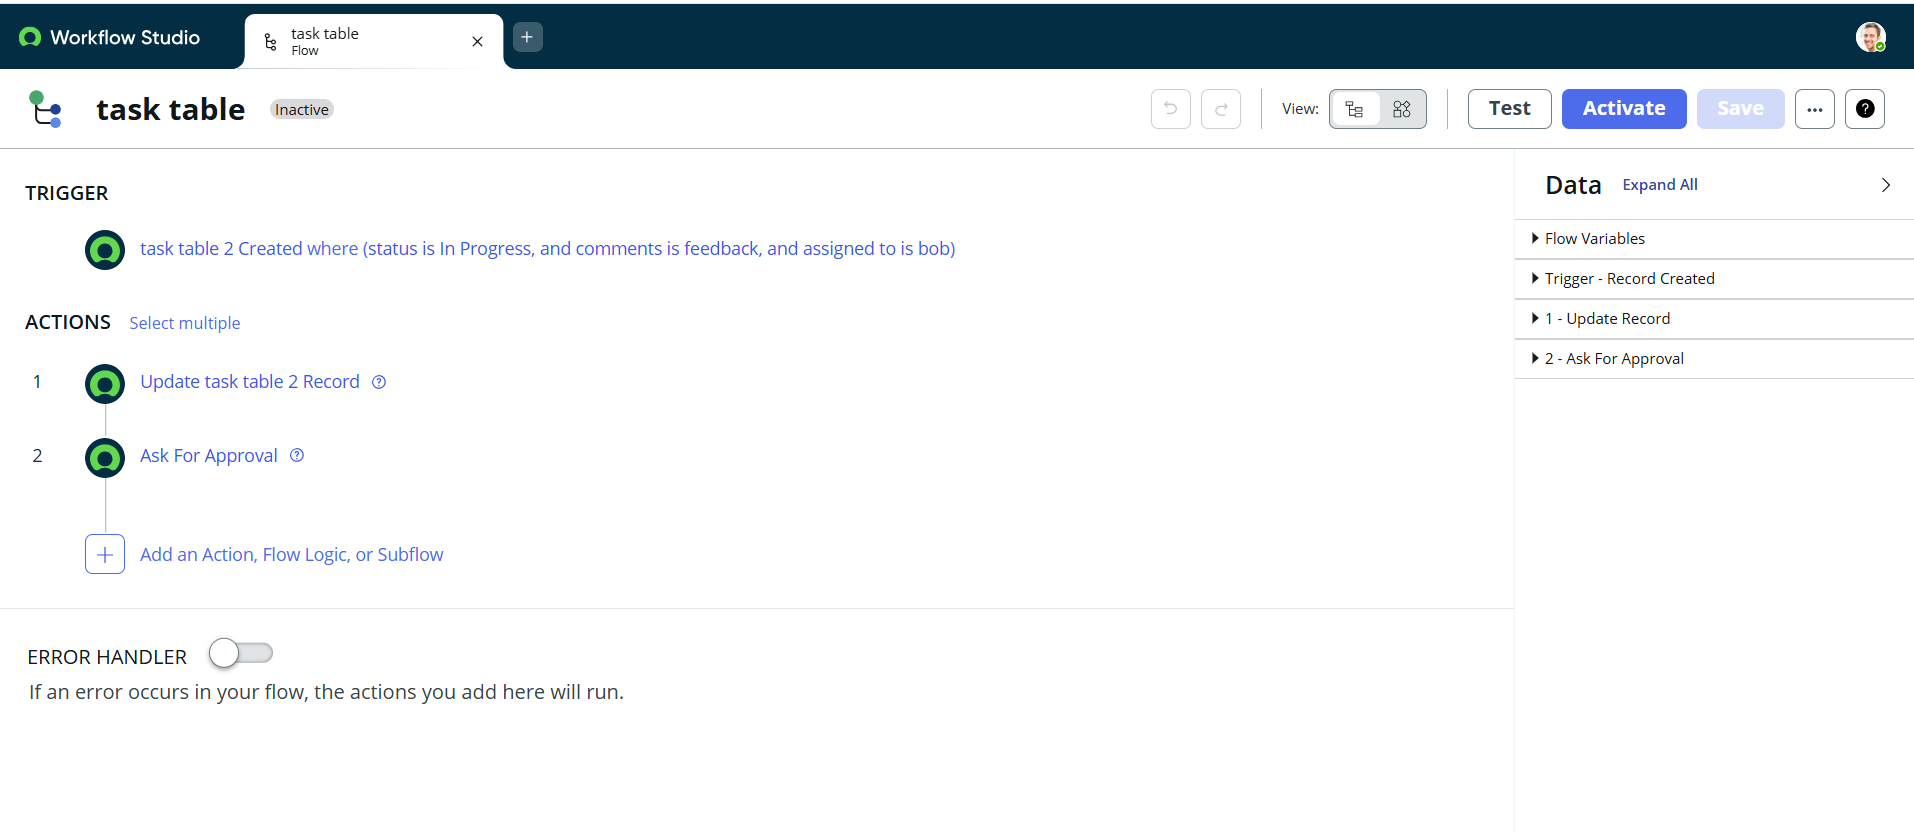 Workflow Studio
task table
Flow
task table
Inactive
View:
Test
Activate
Save
TRIGGER
task table 2 Created where (status is In Progress, and comments is feedback, and assigned to is bob)
ACTIONS
Select multiple
1
Update task table 2 Record
2
Ask For Approval
Add an Action, Flow Logic, or Subflow
ERROR HANDLER
If an error occurs in your flow, the actions you add here will run.
Data
Expand All
Flow Variables
Trigger - Record Created
1 - Update Record
2 - Ask For Approval